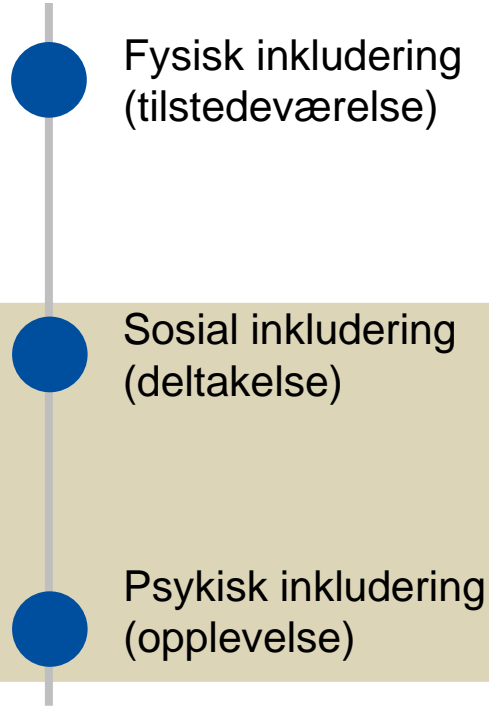 Fysisk inkludering
(tilstedeværelse)
Sosial inkludering
(deltakelse)
Psykisk inkludering
(opplevelse)